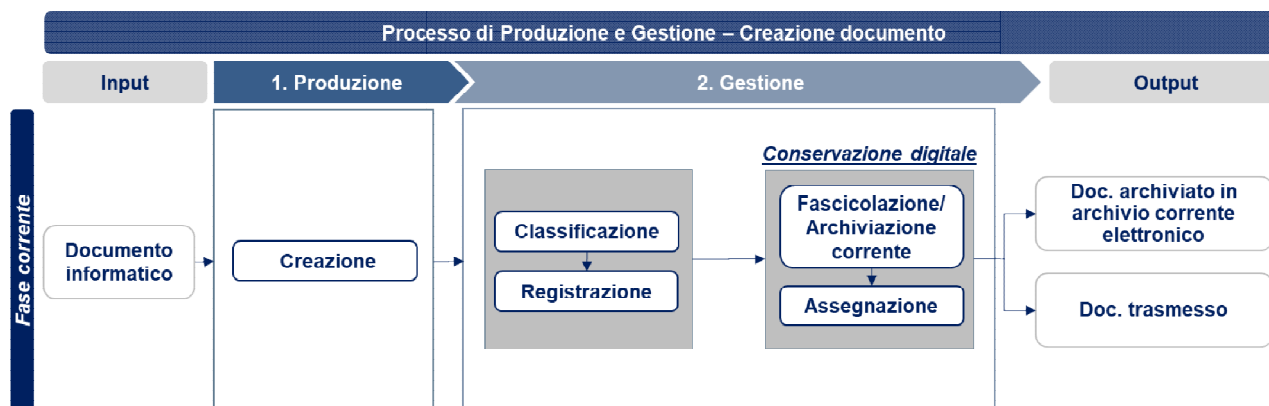 Processo di Produzione e Gestione – Creazione documento
Input
1. Produzione
2. Gestione
Output
Fase corrente
Documento
informatico
Creazione
Classificazione
Registrazione
Conservazione digitale
Fascicolazione/
Archiviazione
corrente
Assegnazione
Doc. archiviato in
archivio corrente
elettronico
Doc. trasmesso